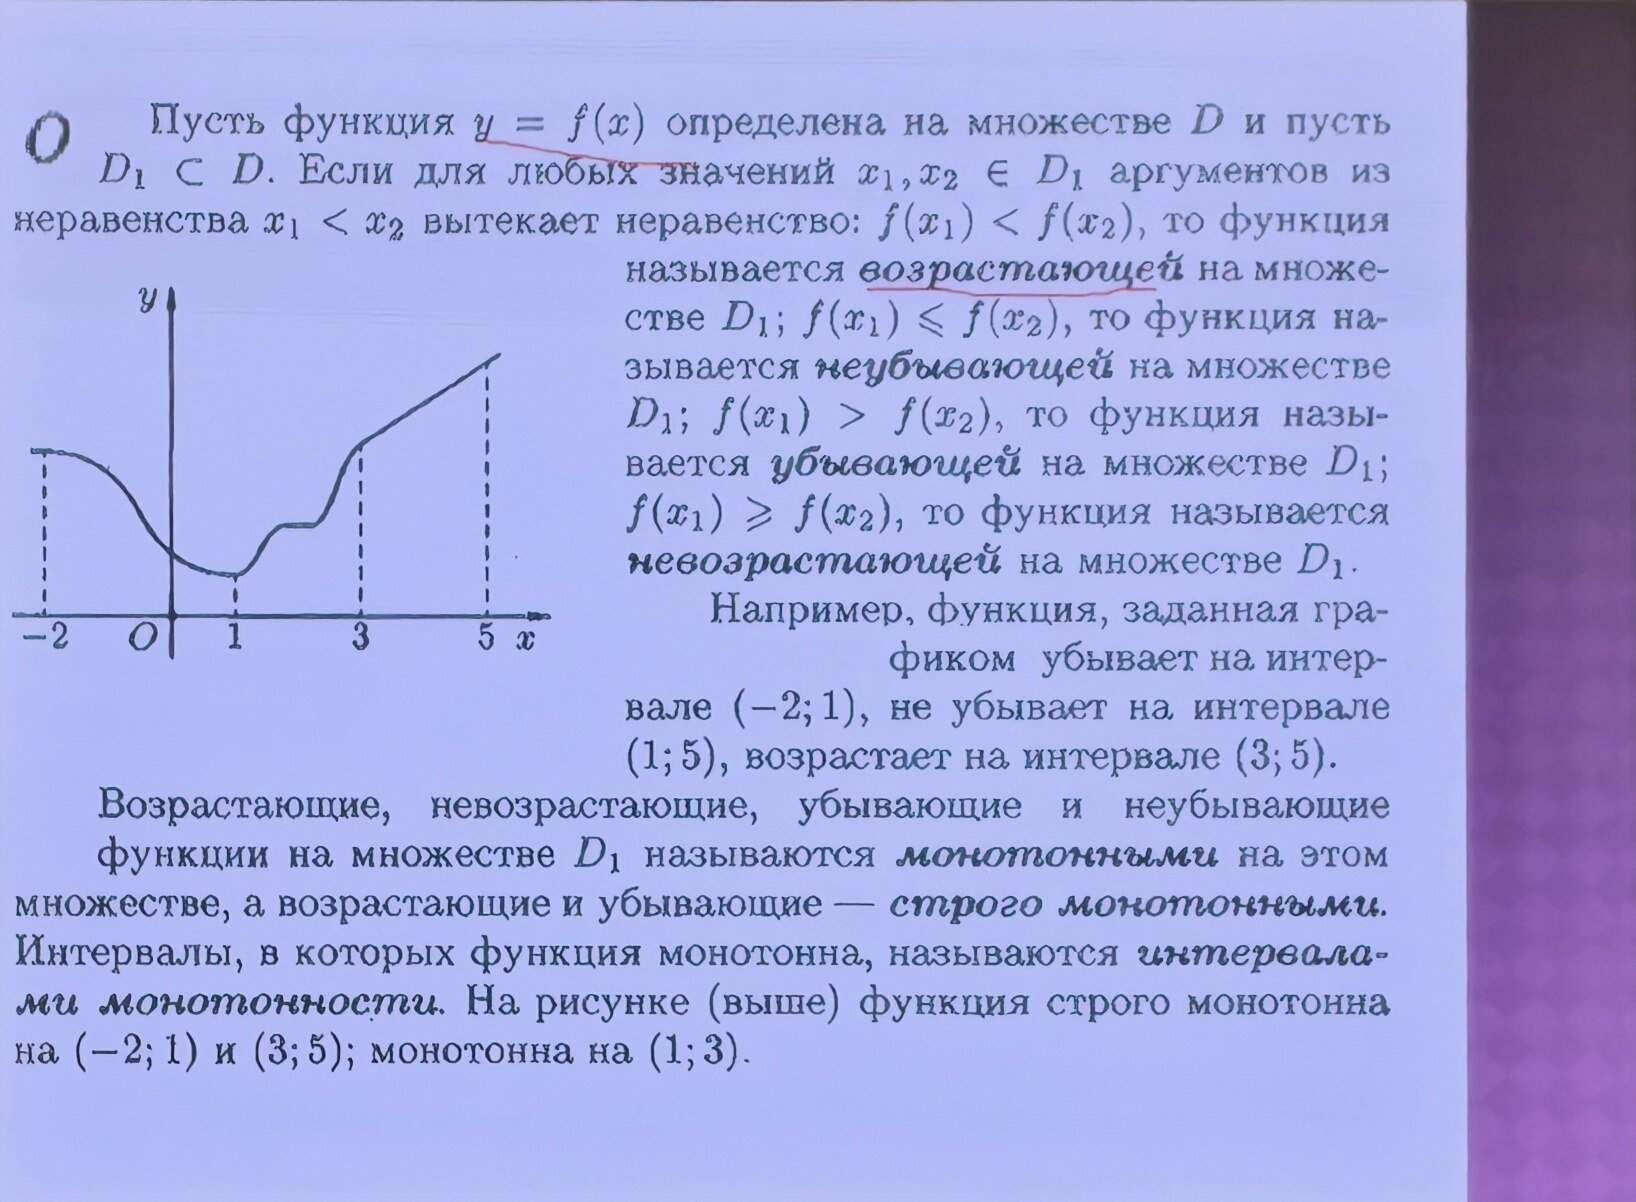 О Пусть функция y = f(x) определена на множестве D и пусть
D₁ ⊂ D. Если для любых значений x₁, x₂ ∈ D₁ аргументов из
неравенства x₁ < x₂ вытекает неравенство: f(x₁) < f(x₂), то функция
называется возрастающей на множе-
стве D₁; f(x₁) ⩽ f(x₂), то функция на-
зывается неубывающей на множестве
D₁; f(x₁) > f(x₂), то функция назы-
вается убывающей на множестве D₁;
f(x₁) ⩾ f(x₂), то функция называется
невозрастающей на множестве D₁.
y
−2 O 1 3 5 x
Например, функция, заданная гра-
фиком убывает на интер-
вале (−2; 1), не убывает на интервале
(1; 5), возрастает на интервале (3; 5).
Возрастающие, невозрастающие, убывающие и неубывающие
функции на множестве D₁ называются монотонными на этом
множестве, а возрастающие и убывающие — строго монотонными.
Интервалы, в которых функция монотонна, называются интервала-
ми монотонности. На рисунке (выше) функция строго монотонна
на (−2; 1) и (3; 5); монотонна на (1; 3).